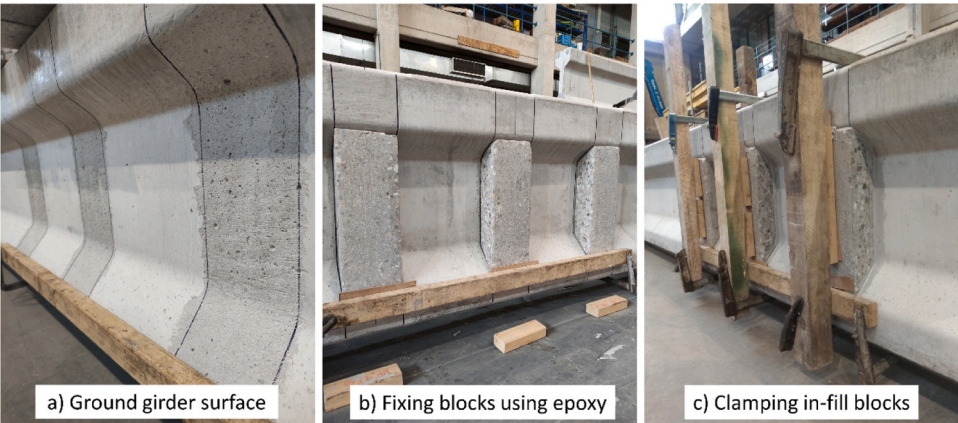 a) Ground girder surface
b) Fixing blocks using epoxy
c) Clamping in-fill blocks